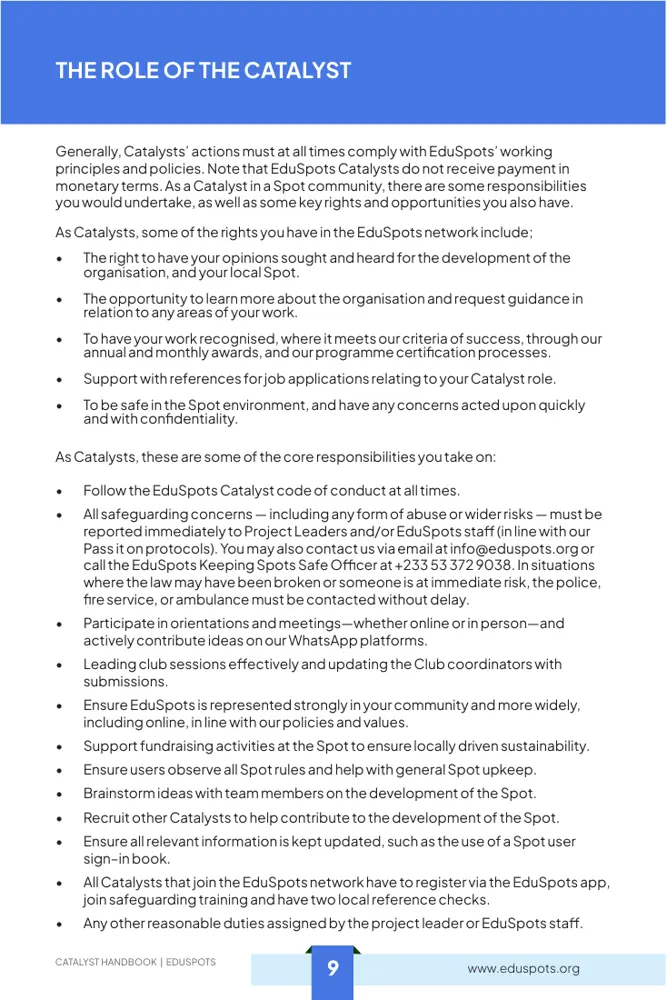 THE ROLE OF THE CATALYST
Generally, Catalysts’ actions must at all times comply with EduSpots’ working
principles and policies. Note that EduSpots Catalysts do not receive payment in
monetary terms. As a Catalyst in a Spot community, there are some responsibilities
you would undertake, as well as some key rights and opportunities you also have.
As Catalysts, some of the rights you have in the EduSpots network include;
• The right to have your opinions sought and heard for the development of the
organisation, and your local Spot.
• The opportunity to learn more about the organisation and request guidance in
relation to any areas of your work.
• To have your work recognised, where it meets our criteria of success, through our
annual and monthly awards, and our programme certification processes.
• Support with references for job applications relating to your Catalyst role.
• To be safe in the Spot environment, and have any concerns acted upon quickly
and with confidentiality.
As Catalysts, these are some of the core responsibilities you take on:
• Follow the EduSpots Catalyst code of conduct at all times.
• All safeguarding concerns — including any form of abuse or wider risks — must be
reported immediately to Project Leaders and/or EduSpots staff (in line with our
Pass it on protocols). You may also contact us via email at info@eduspots.org or
call the EduSpots Keeping Spots Safe Officer at +233 53 372 9038. In situations
where the law may have been broken or someone is at immediate risk, the police,
fire service, or ambulance must be contacted without delay.
• Participate in orientations and meetings—whether online or in person—and
actively contribute ideas on our WhatsApp platforms.
• Leading club sessions effectively and updating the Club coordinators with
submissions.
• Ensure EduSpots is represented strongly in your community and more widely,
including online, in line with our policies and values.
• Support fundraising activities at the Spot to ensure locally driven sustainability.
• Ensure users observe all Spot rules and help with general Spot upkeep.
• Brainstorm ideas with team members on the development of the Spot.
• Recruit other Catalysts to help contribute to the development of the Spot.
• Ensure all relevant information is kept updated, such as the use of a Spot user
sign-in book.
• All Catalysts that join the EduSpots network have to register via the EduSpots app,
join safeguarding training and have two local reference checks.
• Any other reasonable duties assigned by the project leader or EduSpots staff.
CATALYST HANDBOOK | EDUSPOTS
9
www.eduspots.org